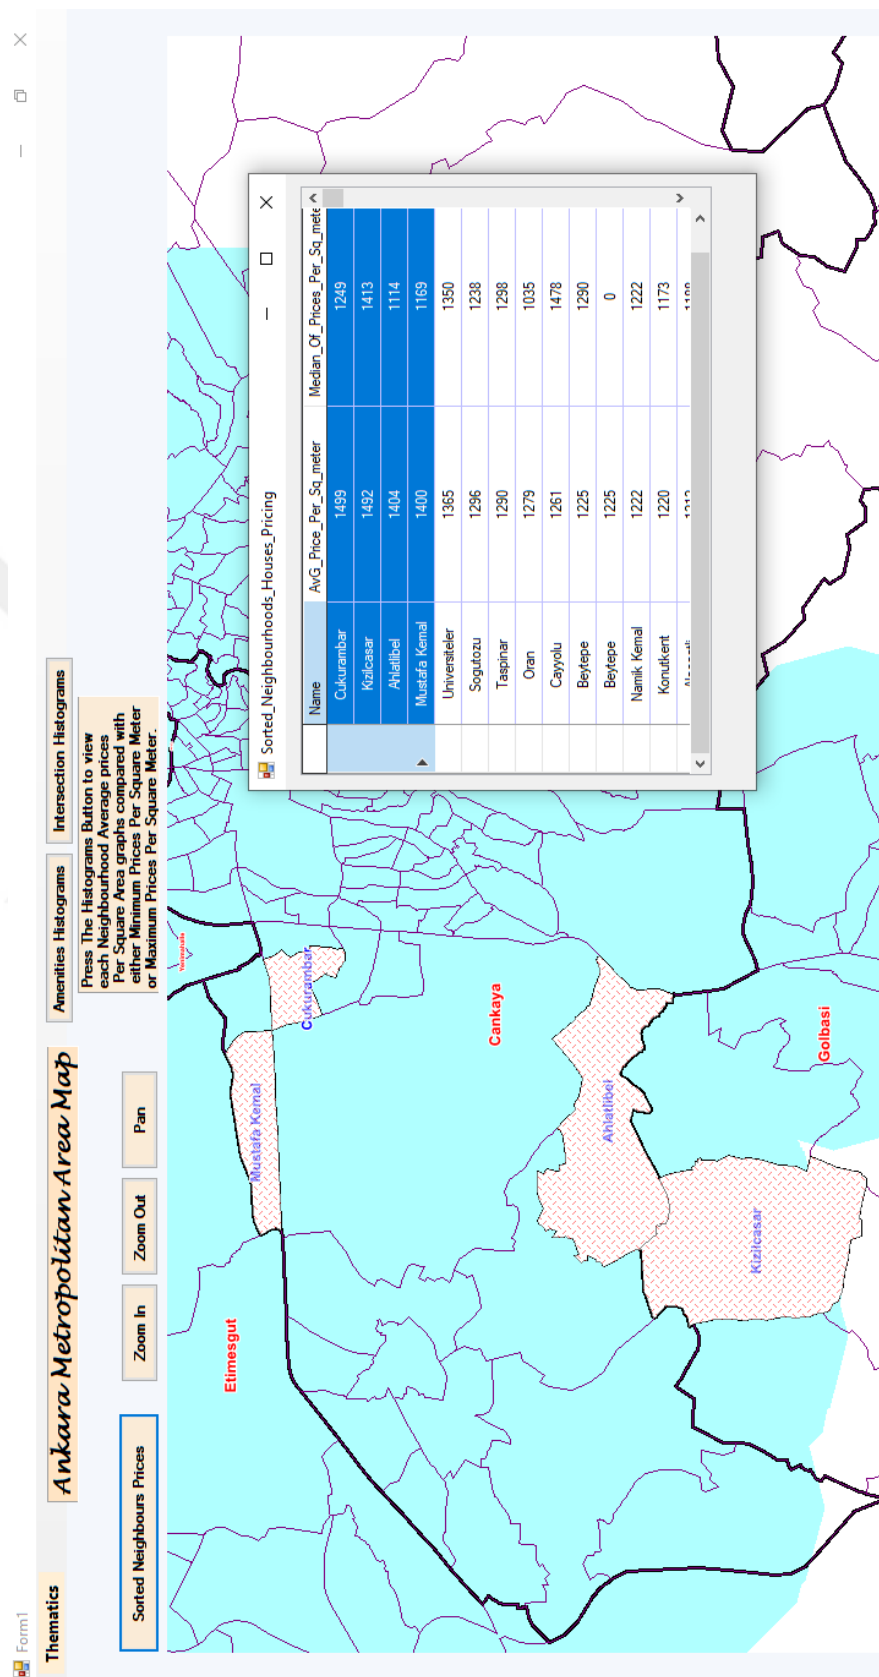 Form1
Thematics
Ankara Metropolitan Area Map
Amenities Histograms
Intersection Histograms
Sorted Neighbours Prices
Zoom In
Zoom Out
Pan
Press The Histograms Button to view
each Neighbourhood Average prices
Per Square Area graphs compared with
either Minimum Prices Per Square Meter
or Maximum Prices Per Square Meter.
Etimesgut
Mustafa Kemal
Cukurambar
Cankaya
Ahlatlibel
Kizilcasar
Golbasi
Sorted_Neighbourhoods_Houses_Pricing
Name AvG_Price_Per_Sq_meter Median_Of_Prices_Per_Sq_mete
Cukurambar 1499 1249
Kizilcasar 1492 1413
Ahlatlibel 1404 1114
Mustafa Kemal 1400 1169
Universiteler 1365 1350
Sogutozu 1296 1238
Taspinar 1290 1298
Oran 1279 1035
Cayyolu 1261 1478
Beytepe 1225 1290
Beytepe 1225 0
Namik Kemal 1222 1222
Konutkent 1220 1173